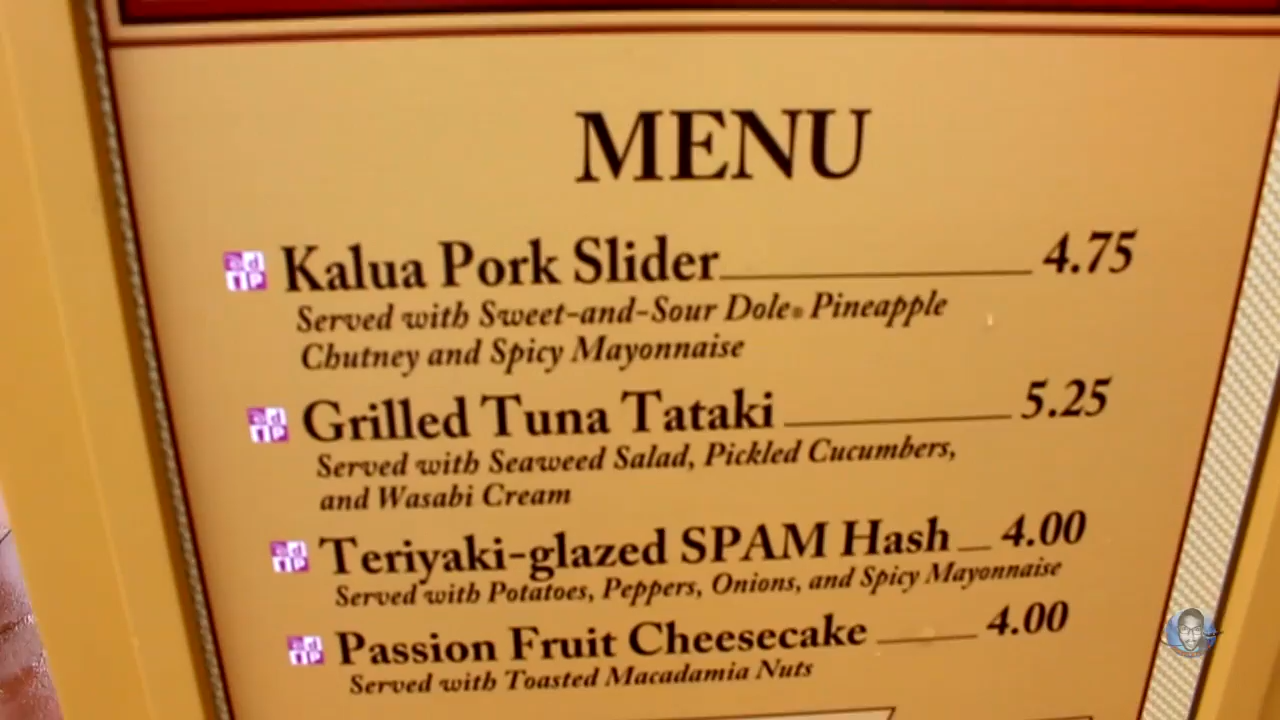 MENU
Kalua Pork Slider 4.75
Served with Sweet-and-Sour Dole® Pineapple
Chutney and Spicy Mayonnaise
Grilled Tuna Tataki 5.25
Served with Seaweed Salad, Pickled Cucumbers,
and Wasabi Cream
Teriyaki-glazed SPAM Hash 4.00
Served with Potatoes, Peppers, Onions, and Spicy Mayonnaise
Passion Fruit Cheesecake 4.00
Served with Toasted Macadamia Nuts